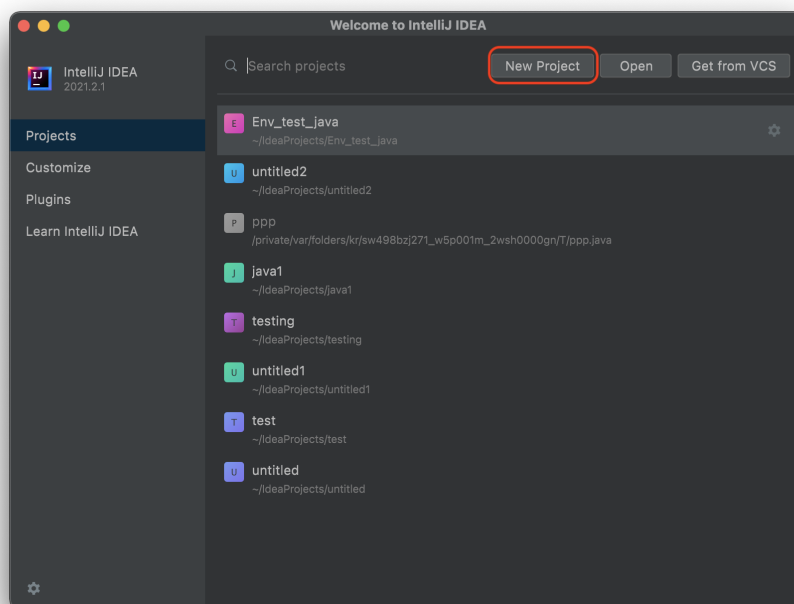 Welcome to IntelliJ IDEA
IJ
IntelliJ IDEA
2021.2.1
Search projects
New Project
Open
Get from VCS
Projects
Customize
Plugins
Learn IntelliJ IDEA
E
Env_test_java
~/IdeaProjects/Env_test_java
U
untitled2
~/IdeaProjects/untitled2
P
ppp
/private/var/folders/kr/sw498bzj271_w5p001m_2wsh0000gn/T/ppp.java
J
java1
~/IdeaProjects/java1
T
testing
~/IdeaProjects/testing
U
untitled1
~/IdeaProjects/untitled1
T
test
~/IdeaProjects/test
U
untitled
~/IdeaProjects/untitled